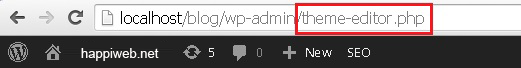 localhost/blog/wp-admin/theme-editor.php
happiweb.net 5 0 + New SEO